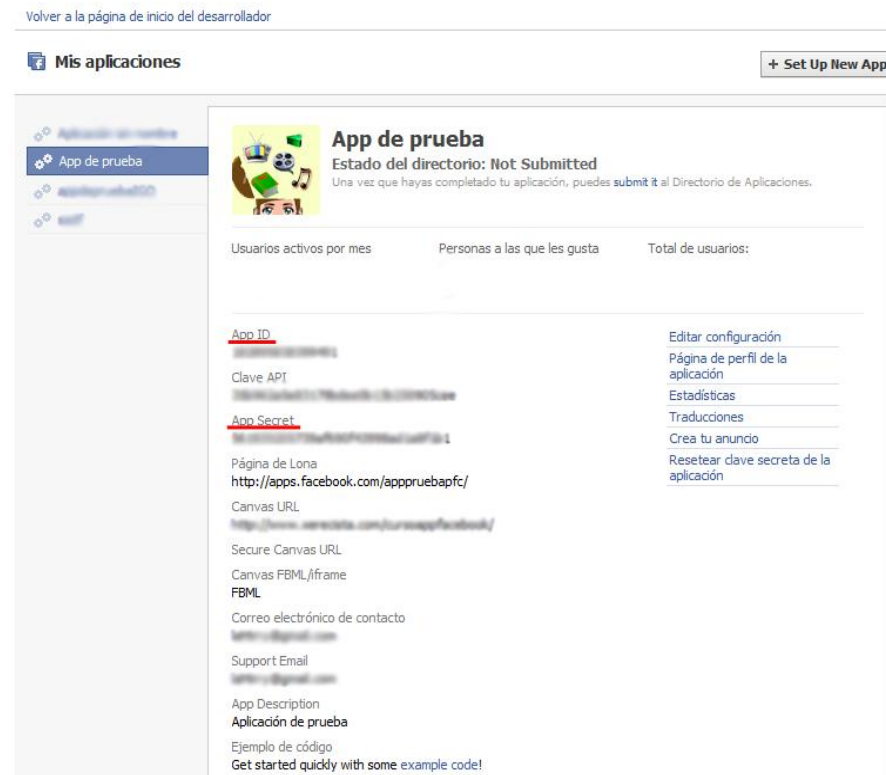 Volver a la página de inicio del desarrollador
Mis aplicaciones
+ Set Up New App
App de prueba
App de prueba
Estado del directorio: Not Submitted
Una vez que hayas completado tu aplicación, puedes submit it al Directorio de Aplicaciones.
Usuarios activos por mes
Personas a las que les gusta
Total de usuarios:
App ID
Clave API
App Secret
Página de Lona
http://apps.facebook.com/apppruebapfc/
Canvas URL
Secure Canvas URL
Canvas FBML/iframe
FBML
Correo electrónico de contacto
Support Email
App Description
Aplicación de prueba
Ejemplo de código
Get started quickly with some example code!
Editar configuración
Página de perfil de la
aplicación
Estadísticas
Traducciones
Crea tu anuncio
Resetear clave secreta de la
aplicación